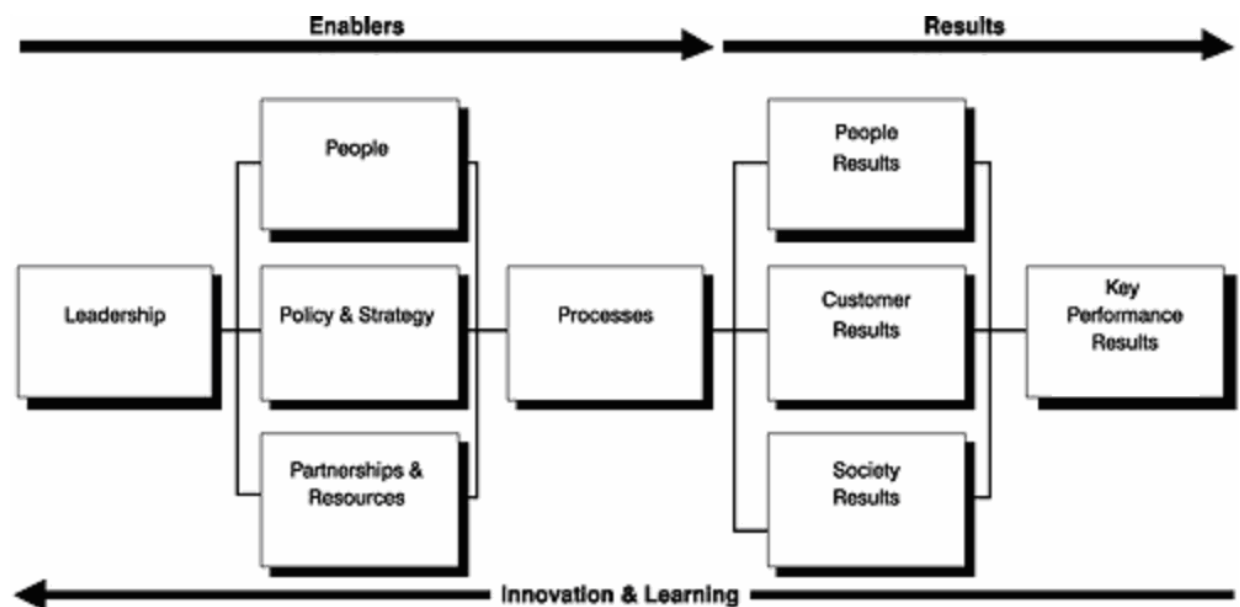 Enablers
Results
People
People
Results
Leadership
Policy & Strategy
Processes
Customer
Results
Key
Performance
Results
Partnerships &
Resources
Society
Results
Innovation & Learning